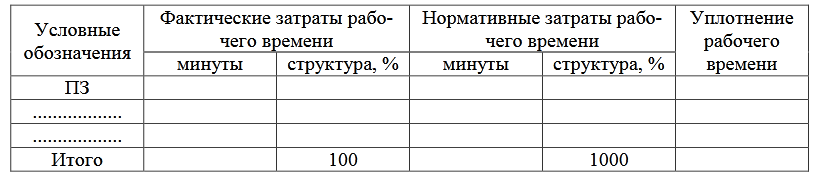 Условные обозначения
Фактические затраты рабо-
чего времени
Нормативные затраты рабо-
чего времени
Уплотнение
рабочего
времени
минуты
структура, %
минуты
структура, %
ПЗ
...................
...................
Итого
100
1000